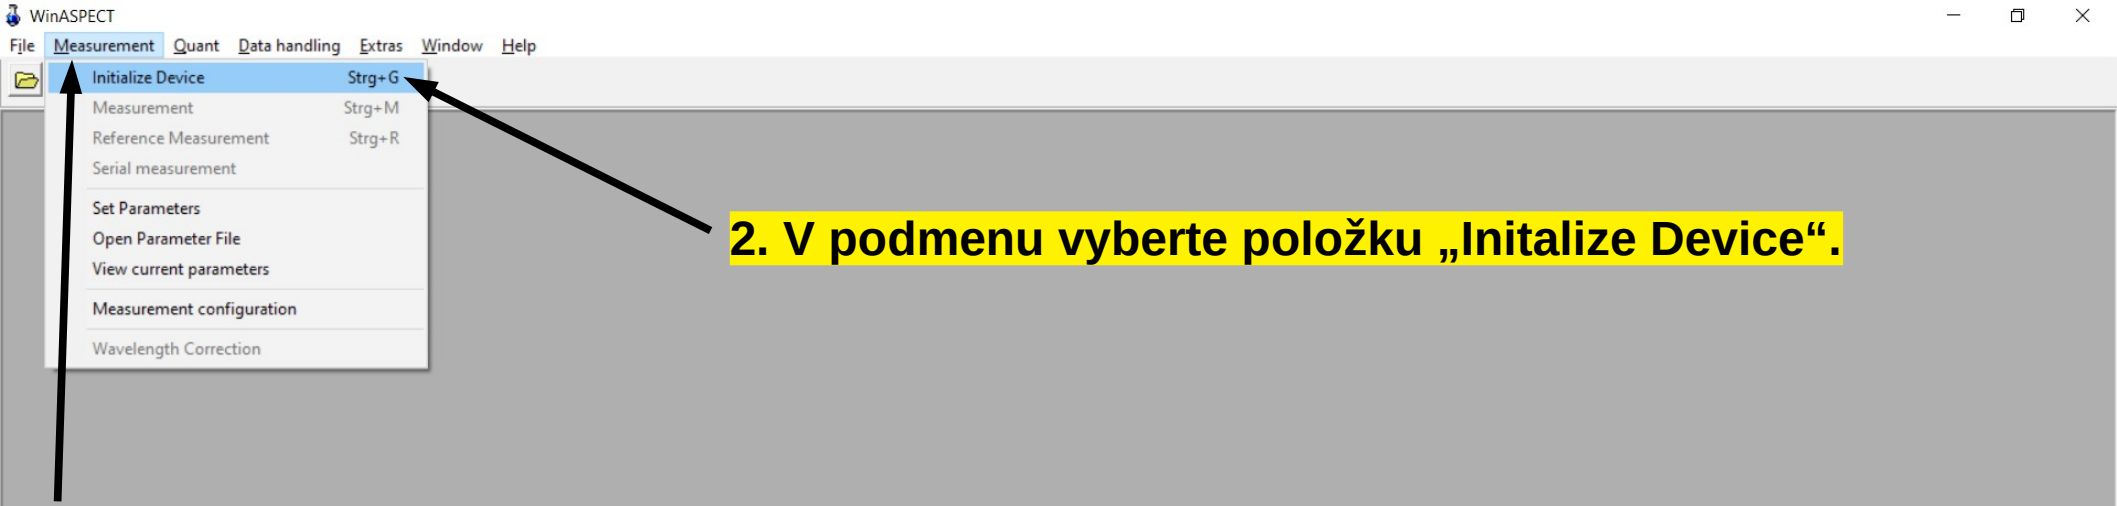 WinASPECT
File Measurement Quant Data handling Extras Window Help
Initialize Device Strg+G
Measurement Strg+M
Reference Measurement Strg+R
Serial measurement
Set Parameters
Open Parameter File
View current parameters
Measurement configuration
Wavelength Correction
2. V podmenu vyberte položku „Initalize Device“.